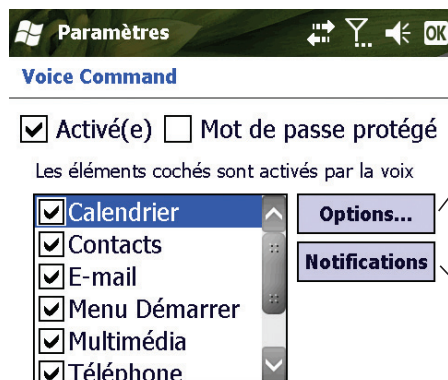 Paramètres OK
Voice Command
Activé(e) Mot de passe protégé
Les éléments cochés sont activés par la voix
Calendrier Options...
Contacts
E-mail Notifications
Menu Démarrer
Multimédia
Téléphone